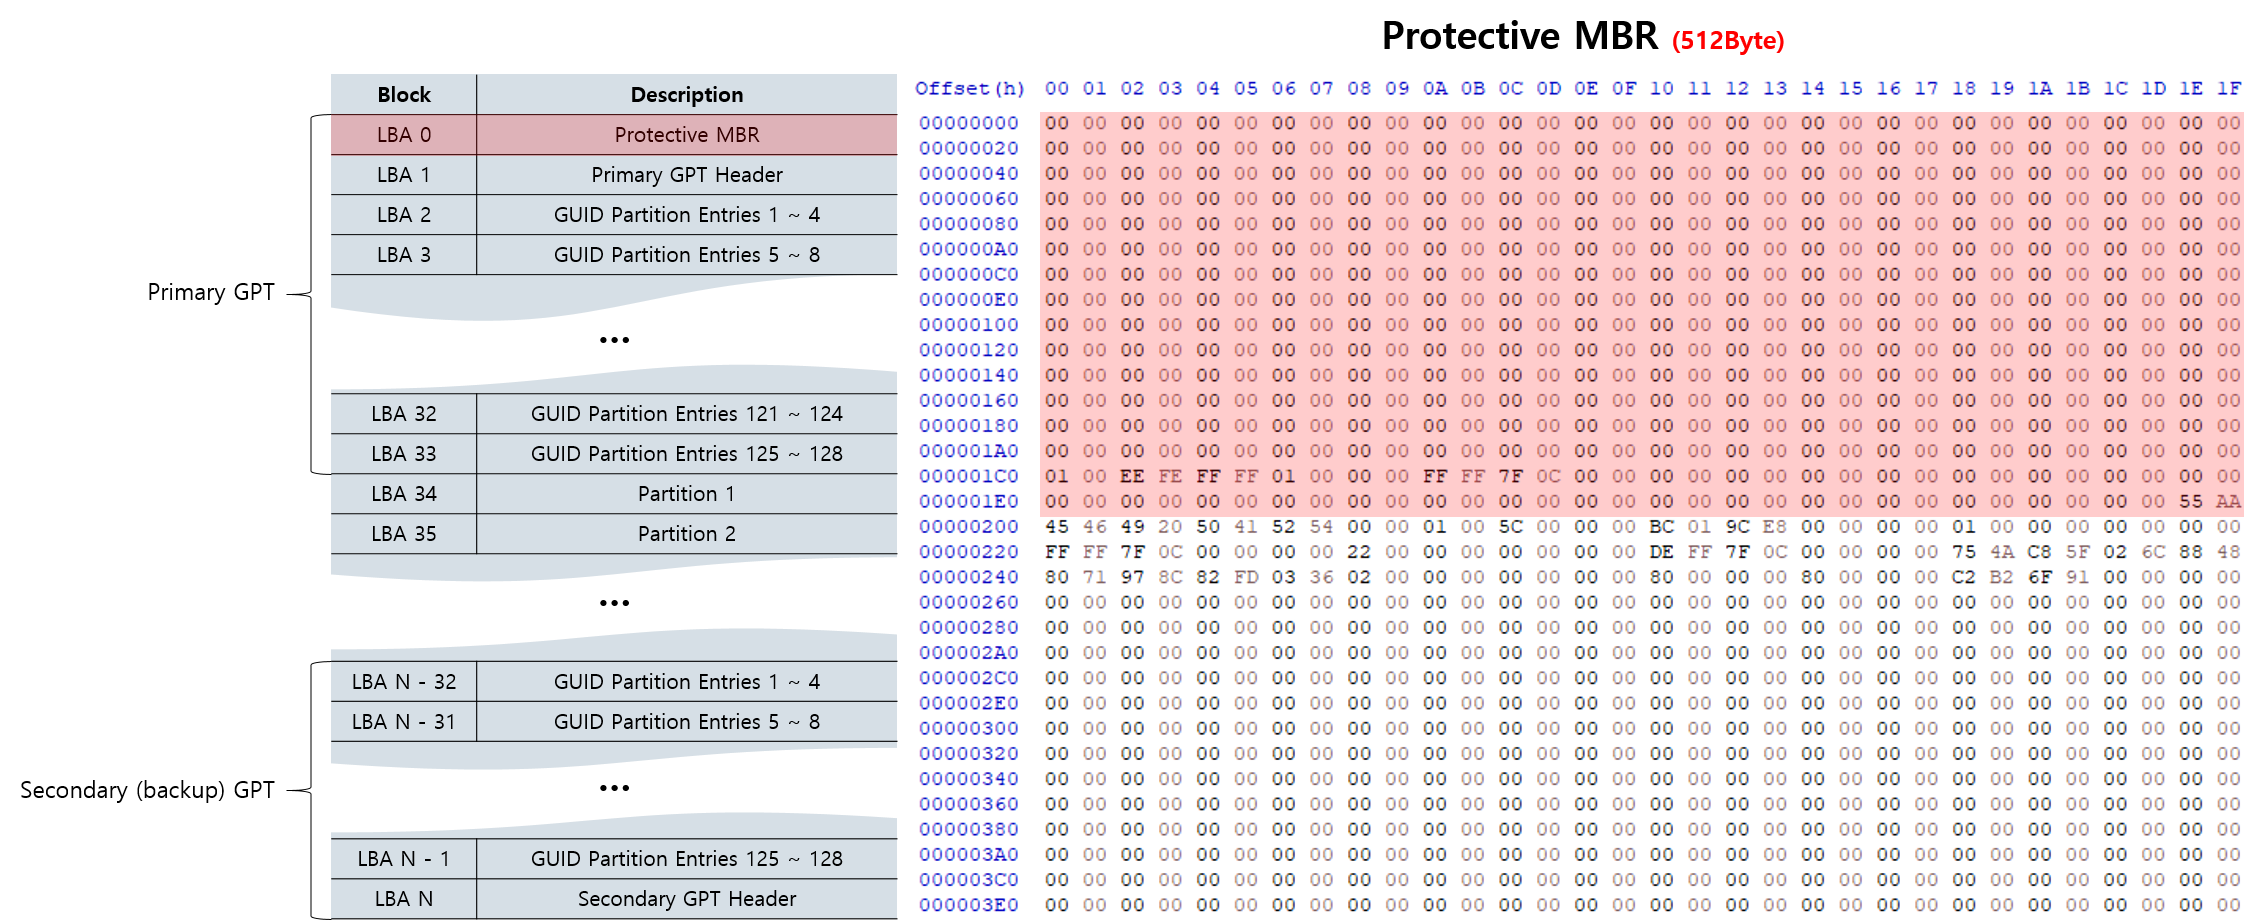 Protective MBR (512Byte)
Block Description
LBA 0 Protective MBR
LBA 1 Primary GPT Header
LBA 2 GUID Partition Entries 1 ~ 4
LBA 3 GUID Partition Entries 5 ~ 8
Primary GPT
•••
LBA 32 GUID Partition Entries 121 ~ 124
LBA 33 GUID Partition Entries 125 ~ 128
LBA 34 Partition 1
LBA 35 Partition 2
•••
LBA N - 32 GUID Partition Entries 1 ~ 4
LBA N - 31 GUID Partition Entries 5 ~ 8
Secondary (backup) GPT
•••
LBA N - 1 GUID Partition Entries 125 ~ 128
LBA N Secondary GPT Header
Offset(h) 00 01 02 03 04 05 06 07 08 09 0A 0B 0C 0D 0E 0F 10 11 12 13 14 15 16 17 18 19 1A 1B 1C 1D 1E 1F
00000000 00 00 00 00 00 00 00 00 00 00 00 00 00 00 00 00 00 00 00 00 00 00 00 00 00 00 00 00 00 00 00 00
00000020 00 00 00 00 00 00 00 00 00 00 00 00 00 00 00 00 00 00 00 00 00 00 00 00 00 00 00 00 00 00 00 00
00000040 00 00 00 00 00 00 00 00 00 00 00 00 00 00 00 00 00 00 00 00 00 00 00 00 00 00 00 00 00 00 00 00
00000060 00 00 00 00 00 00 00 00 00 00 00 00 00 00 00 00 00 00 00 00 00 00 00 00 00 00 00 00 00 00 00 00
00000080 00 00 00 00 00 00 00 00 00 00 00 00 00 00 00 00 00 00 00 00 00 00 00 00 00 00 00 00 00 00 00 00
000000A0 00 00 00 00 00 00 00 00 00 00 00 00 00 00 00 00 00 00 00 00 00 00 00 00 00 00 00 00 00 00 00 00
000000C0 00 00 00 00 00 00 00 00 00 00 00 00 00 00 00 00 00 00 00 00 00 00 00 00 00 00 00 00 00 00 00 00
000000E0 00 00 00 00 00 00 00 00 00 00 00 00 00 00 00 00 00 00 00 00 00 00 00 00 00 00 00 00 00 00 00 00
00000100 00 00 00 00 00 00 00 00 00 00 00 00 00 00 00 00 00 00 00 00 00 00 00 00 00 00 00 00 00 00 00 00
00000120 00 00 00 00 00 00 00 00 00 00 00 00 00 00 00 00 00 00 00 00 00 00 00 00 00 00 00 00 00 00 00 00
00000140 00 00 00 00 00 00 00 00 00 00 00 00 00 00 00 00 00 00 00 00 00 00 00 00 00 00 00 00 00 00 00 00
00000160 00 00 00 00 00 00 00 00 00 00 00 00 00 00 00 00 00 00 00 00 00 00 00 00 00 00 00 00 00 00 00 00
00000180 00 00 00 00 00 00 00 00 00 00 00 00 00 00 00 00 00 00 00 00 00 00 00 00 00 00 00 00 00 00 00 00
000001A0 00 00 00 00 00 00 00 00 00 00 00 00 00 00 00 00 00 00 00 00 00 00 00 00 00 00 00 00 00 00 00 00
000001C0 01 00 EE FE FF FF 01 00 00 00 FF FF 7F 0C 00 00 00 00 00 00 00 00 00 00 00 00 00 00 00 00 00 00
000001E0 00 00 00 00 00 00 00 00 00 00 00 00 00 00 00 00 00 00 00 00 00 00 00 00 00 00 00 00 00 00 55 AA
00000200 45 46 49 20 50 41 52 54 00 00 01 00 5C 00 00 00 BC 01 9C E8 00 00 00 00 01 00 00 00 00 00 00 00
00000220 FF FF 7F 0C 00 00 00 00 22 00 00 00 00 00 00 00 DE FF 7F 0C 00 00 00 00 75 4A C8 5F 02 6C 88 48
00000240 80 71 97 8C 82 FD 03 36 02 00 00 00 00 00 00 00 80 00 00 00 80 00 00 00 C2 B2 6F 91 00 00 00 00
00000260 00 00 00 00 00 00 00 00 00 00 00 00 00 00 00 00 00 00 00 00 00 00 00 00 00 00 00 00 00 00 00 00
00000280 00 00 00 00 00 00 00 00 00 00 00 00 00 00 00 00 00 00 00 00 00 00 00 00 00 00 00 00 00 00 00 00
000002A0 00 00 00 00 00 00 00 00 00 00 00 00 00 00 00 00 00 00 00 00 00 00 00 00 00 00 00 00 00 00 00 00
000002C0 00 00 00 00 00 00 00 00 00 00 00 00 00 00 00 00 00 00 00 00 00 00 00 00 00 00 00 00 00 00 00 00
000002E0 00 00 00 00 00 00 00 00 00 00 00 00 00 00 00 00 00 00 00 00 00 00 00 00 00 00 00 00 00 00 00 00
00000300 00 00 00 00 00 00 00 00 00 00 00 00 00 00 00 00 00 00 00 00 00 00 00 00 00 00 00 00 00 00 00 00
00000320 00 00 00 00 00 00 00 00 00 00 00 00 00 00 00 00 00 00 00 00 00 00 00 00 00 00 00 00 00 00 00 00
00000340 00 00 00 00 00 00 00 00 00 00 00 00 00 00 00 00 00 00 00 00 00 00 00 00 00 00 00 00 00 00 00 00
00000360 00 00 00 00 00 00 00 00 00 00 00 00 00 00 00 00 00 00 00 00 00 00 00 00 00 00 00 00 00 00 00 00
00000380 00 00 00 00 00 00 00 00 00 00 00 00 00 00 00 00 00 00 00 00 00 00 00 00 00 00 00 00 00 00 00 00
000003A0 00 00 00 00 00 00 00 00 00 00 00 00 00 00 00 00 00 00 00 00 00 00 00 00 00 00 00 00 00 00 00 00
000003C0 00 00 00 00 00 00 00 00 00 00 00 00 00 00 00 00 00 00 00 00 00 00 00 00 00 00 00 00 00 00 00 00
000003E0 00 00 00 00 00 00 00 00 00 00 00 00 00 00 00 00 00 00 00 00 00 00 00 00 00 00 00 00 00 00 00 00